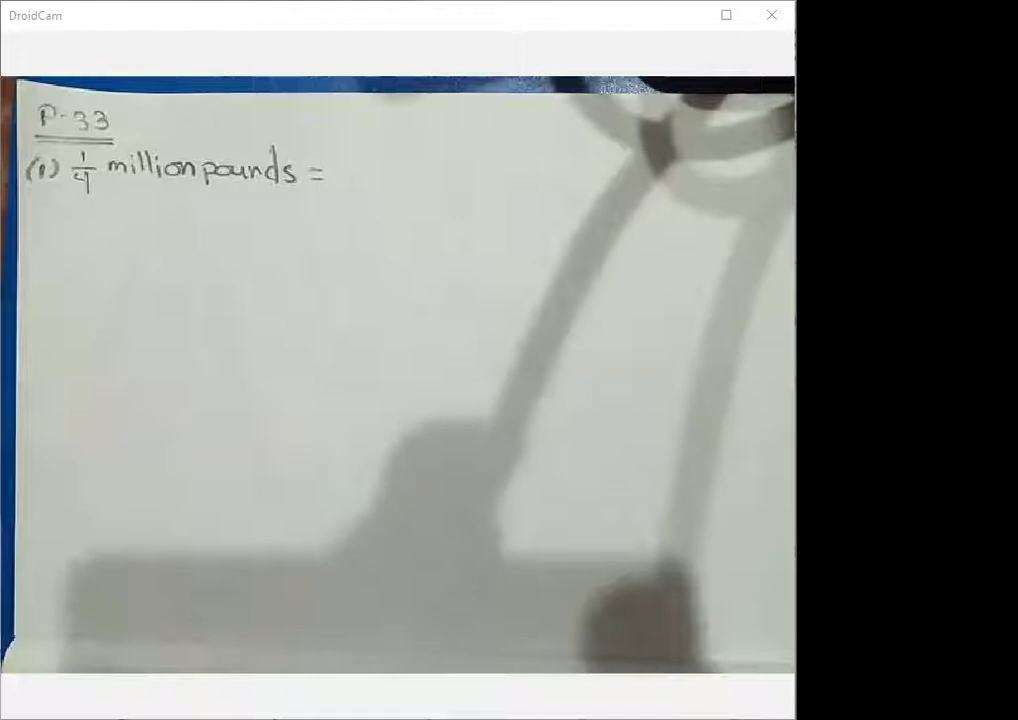 DroidCam
P-33
(1) 1/4 million pounds =